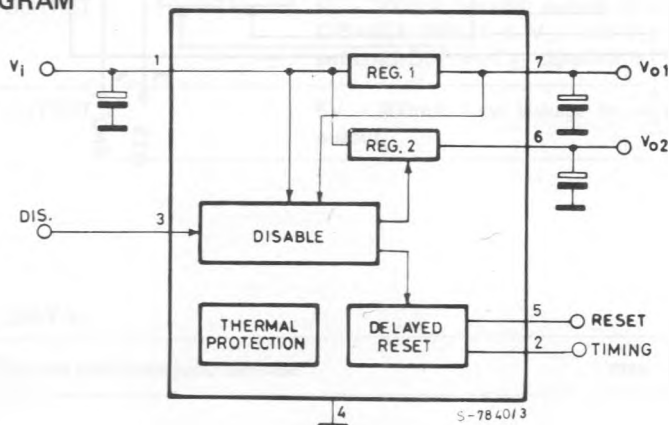 GRAM
Vi
1
REG. 1
7
Vo1
REG. 2
6
Vo2
DIS.
3
DISABLE
THERMAL
PROTECTION
DELAYED
RESET
5
RESET
2
TIMING
4
S-7840/3